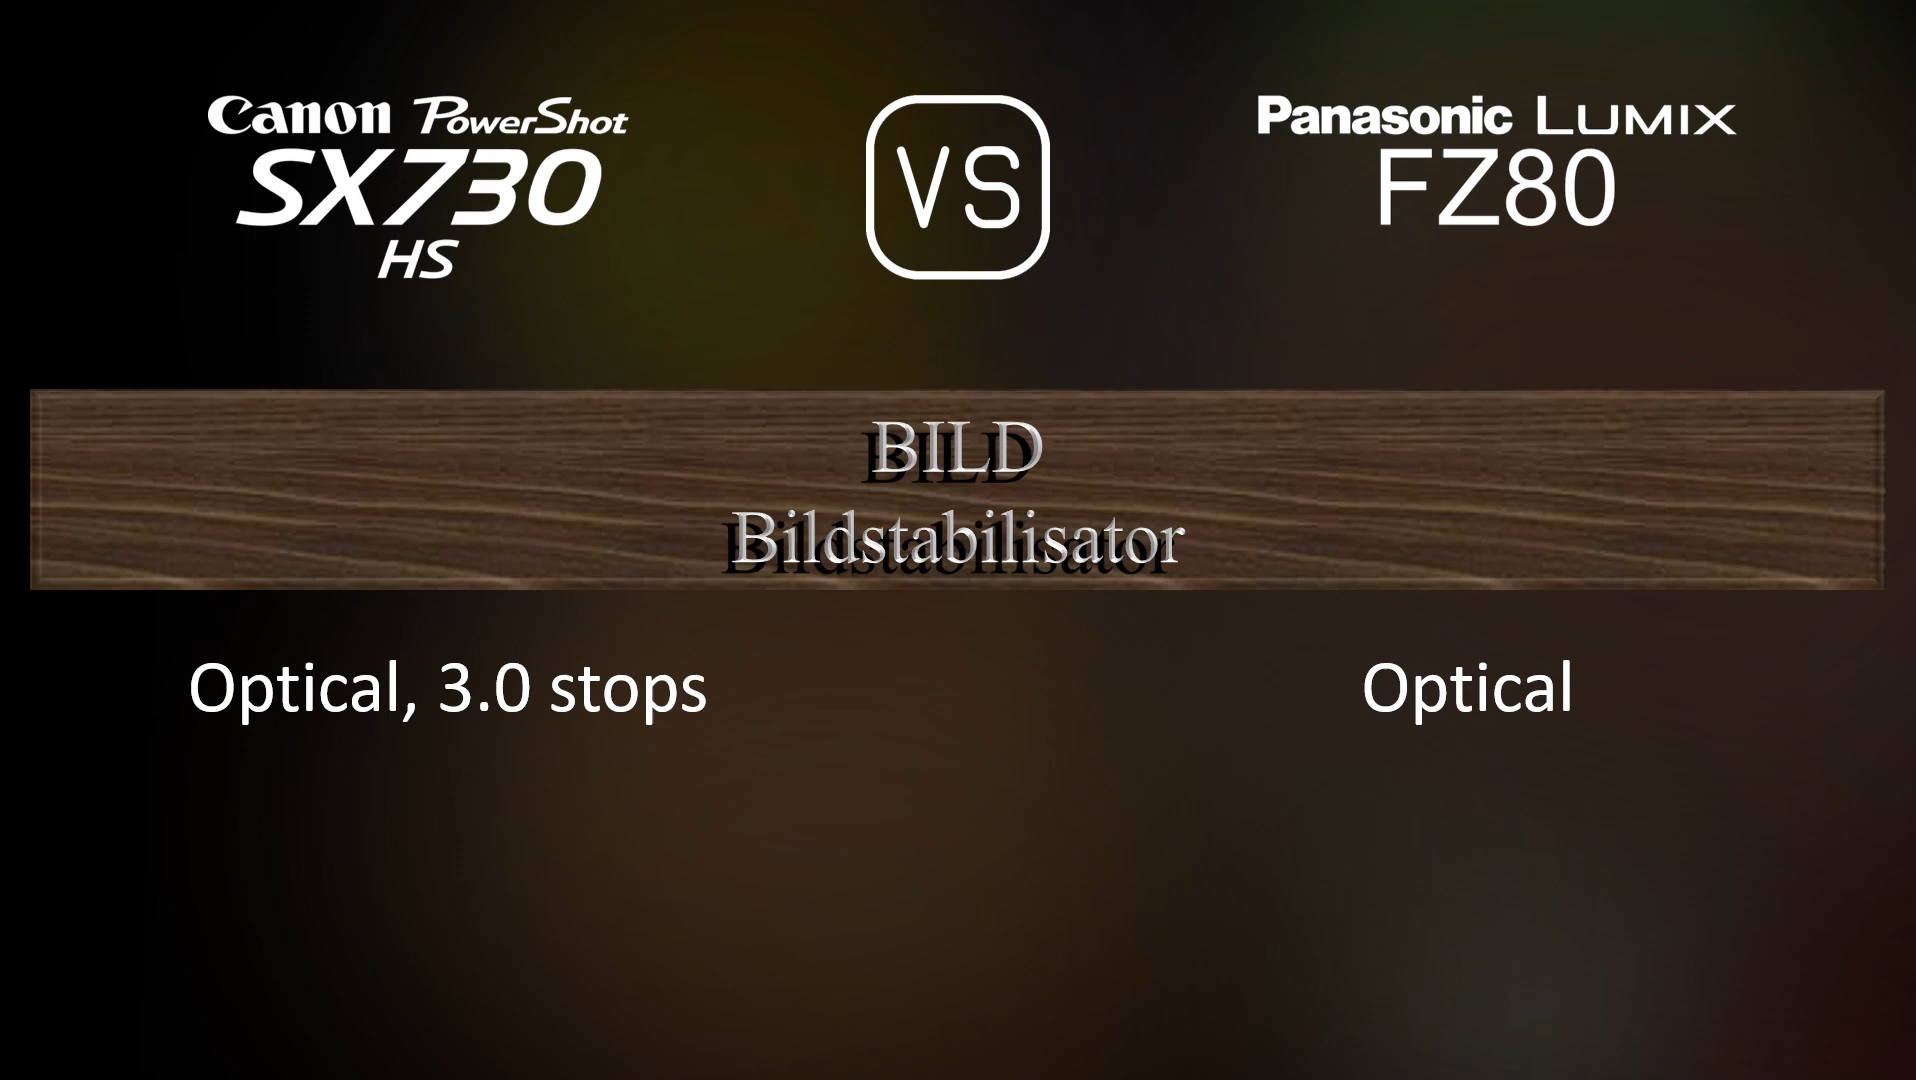 Canon PowerShot
SX730
HS
VS
Panasonic LUMIX
FZ80
BILD
Bildstabilisator
Optical, 3.0 stops
Optical